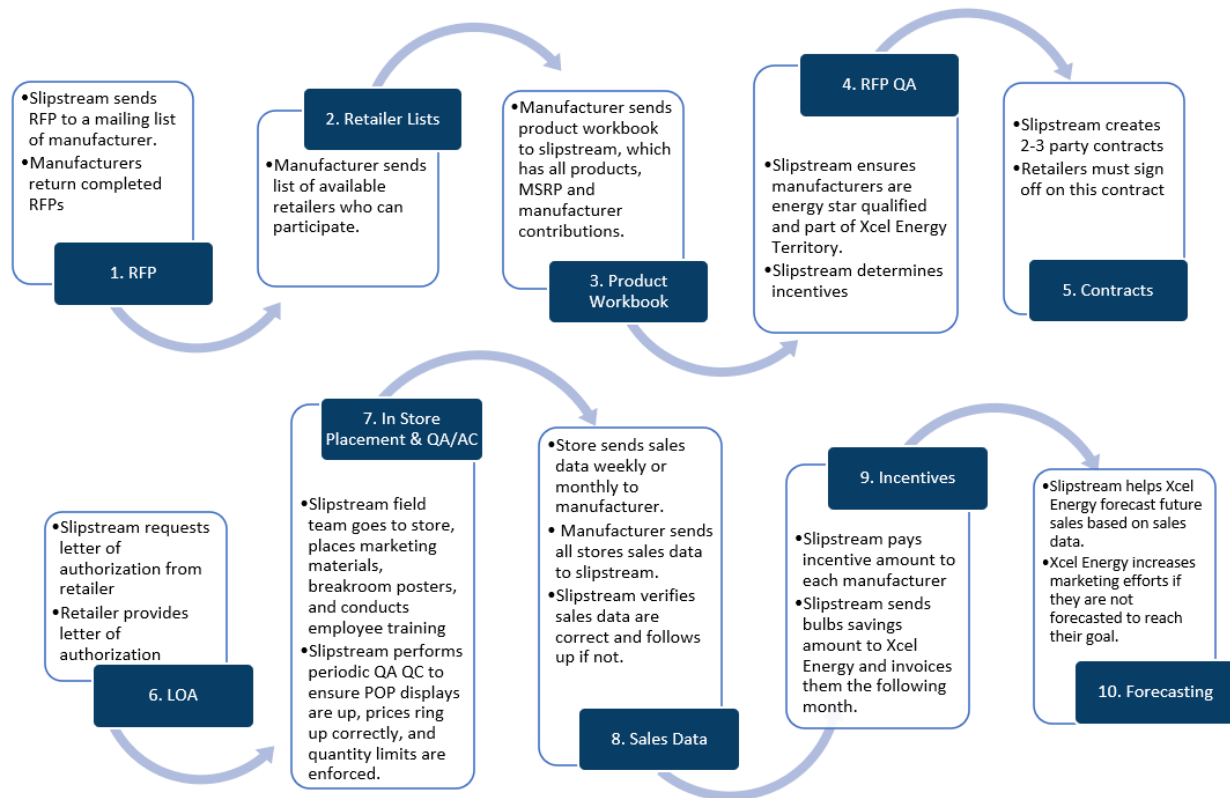 •Slipstream sends
RFP to a mailing list
of manufacturer.
•Manufacturers
return completed
RFPs
1. RFP
2. Retailer Lists
•Manufacturer sends
list of available
retailers who can
participate.
•Manufacturer sends
product workbook
to slipstream, which
has all products,
MSRP and
manufacturer
contributions.
3. Product
Workbook
4. RFP QA
•Slipstream ensures
manufacturers are
energy star qualified
and part of Xcel Energy
Territory.
•Slipstream determines
incentives
•Slipstream creates
2-3 party contracts
•Retailers must sign
off on this contract
5. Contracts
•Slipstream requests
letter of
authorization from
retailer
•Retailer provides
letter of
authorization
6. LOA
7. In Store
Placement & QA/AC
•Slipstream field
team goes to store,
places marketing
materials,
breakroom posters,
and conducts
employee training
•Slipstream performs
periodic QA QC to
ensure POP displays
are up, prices ring
up correctly, and
quantity limits are
enforced.
•Store sends sales
data weekly or
monthly to
manufacturer.
• Manufacturer sends
all stores sales data
to slipstream.
•Slipstream verifies
sales data are
correct and follows
up if not.
8. Sales Data
9. Incentives
•Slipstream pays
incentive amount to
each manufacturer
•Slipstream sends
bulbs savings
amount to Xcel
Energy and invoices
them the following
month.
•Slipstream helps Xcel
Energy forecast future
sales based on sales
data.
•Xcel Energy increases
marketing efforts if
they are not
forecasted to reach
their goal.
10. Forecasting